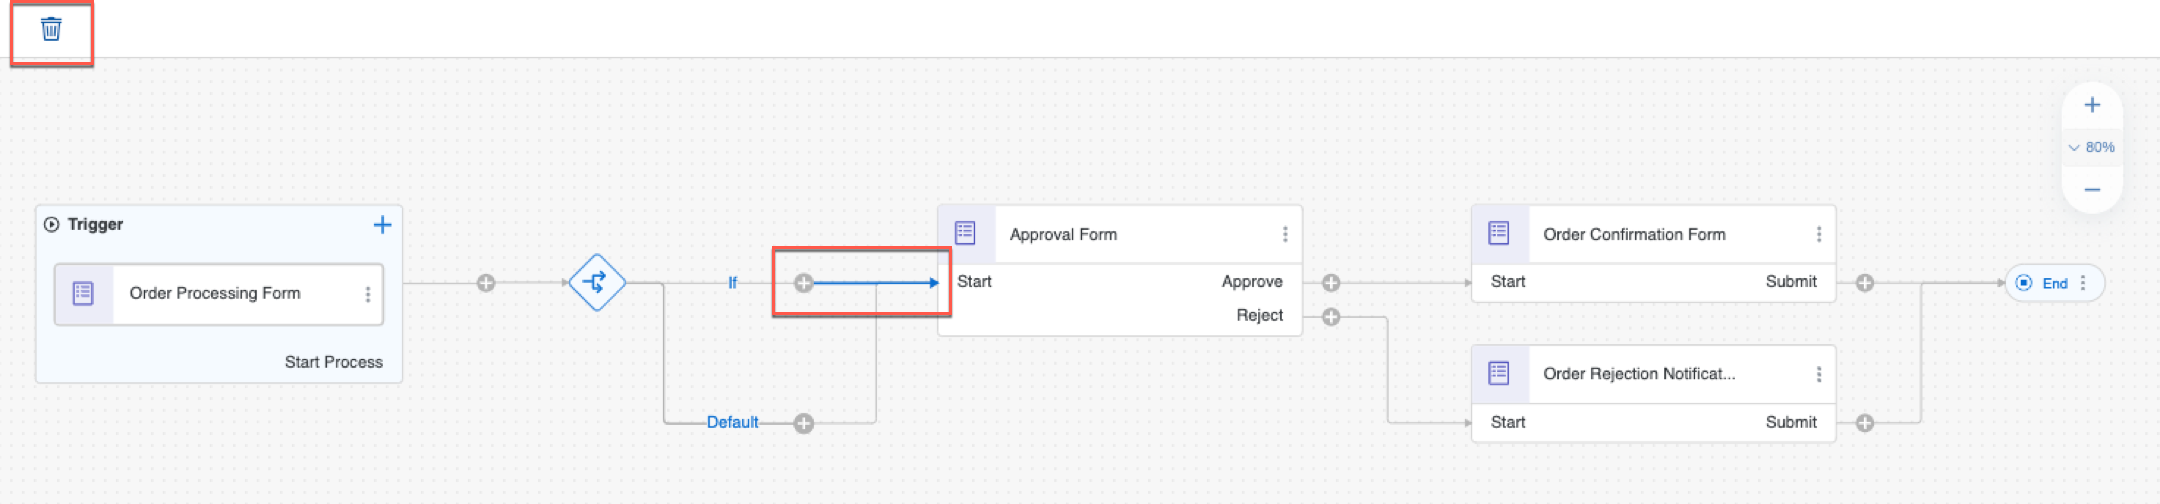 80%
Trigger
Order Processing Form
Start Process
If
Default
Approval Form
Start
Approve
Reject
Order Confirmation Form
Start
Submit
Order Rejection Notificat...
Start
Submit
End